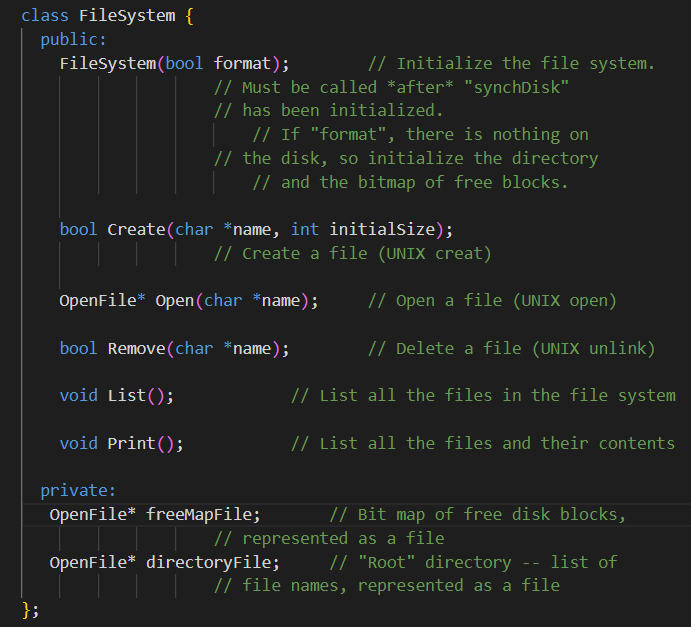 class FileSystem {
public:
FileSystem(bool format); // Initialize the file system.
// Must be called *after* "synchDisk"
// has been initialized.
// If "format", there is nothing on
// the disk, so initialize the directory
// and the bitmap of free blocks.
bool Create(char *name, int initialSize);
// Create a file (UNIX creat)
OpenFile* Open(char *name); // Open a file (UNIX open)
bool Remove(char *name); // Delete a file (UNIX unlink)
void List(); // List all the files in the file system
void Print(); // List all the files and their contents
private:
OpenFile* freeMapFile; // Bit map of free disk blocks,
// represented as a file
OpenFile* directoryFile; // "Root" directory -- list of
// file names, represented as a file
};